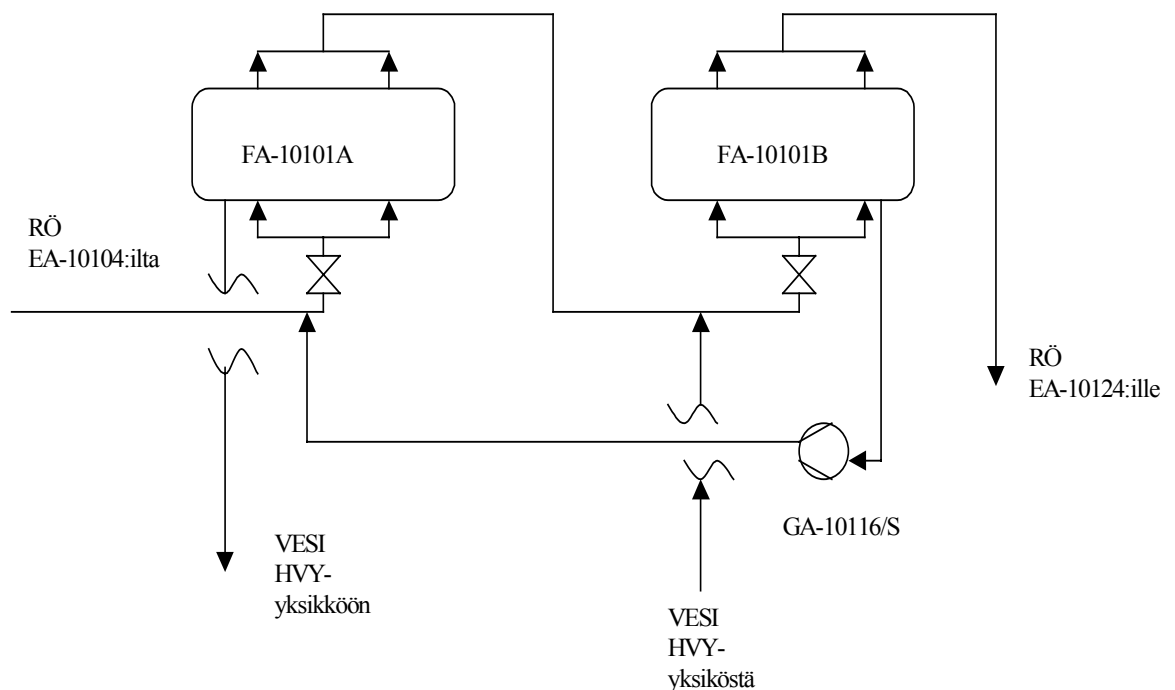 FA-10101A
FA-10101B
RÖ
EA-10104:ilta
RÖ
EA-10124:ille
GA-10116/S
VESI
HVY-
yksikköön
VESI
HVY-
yksiköstä